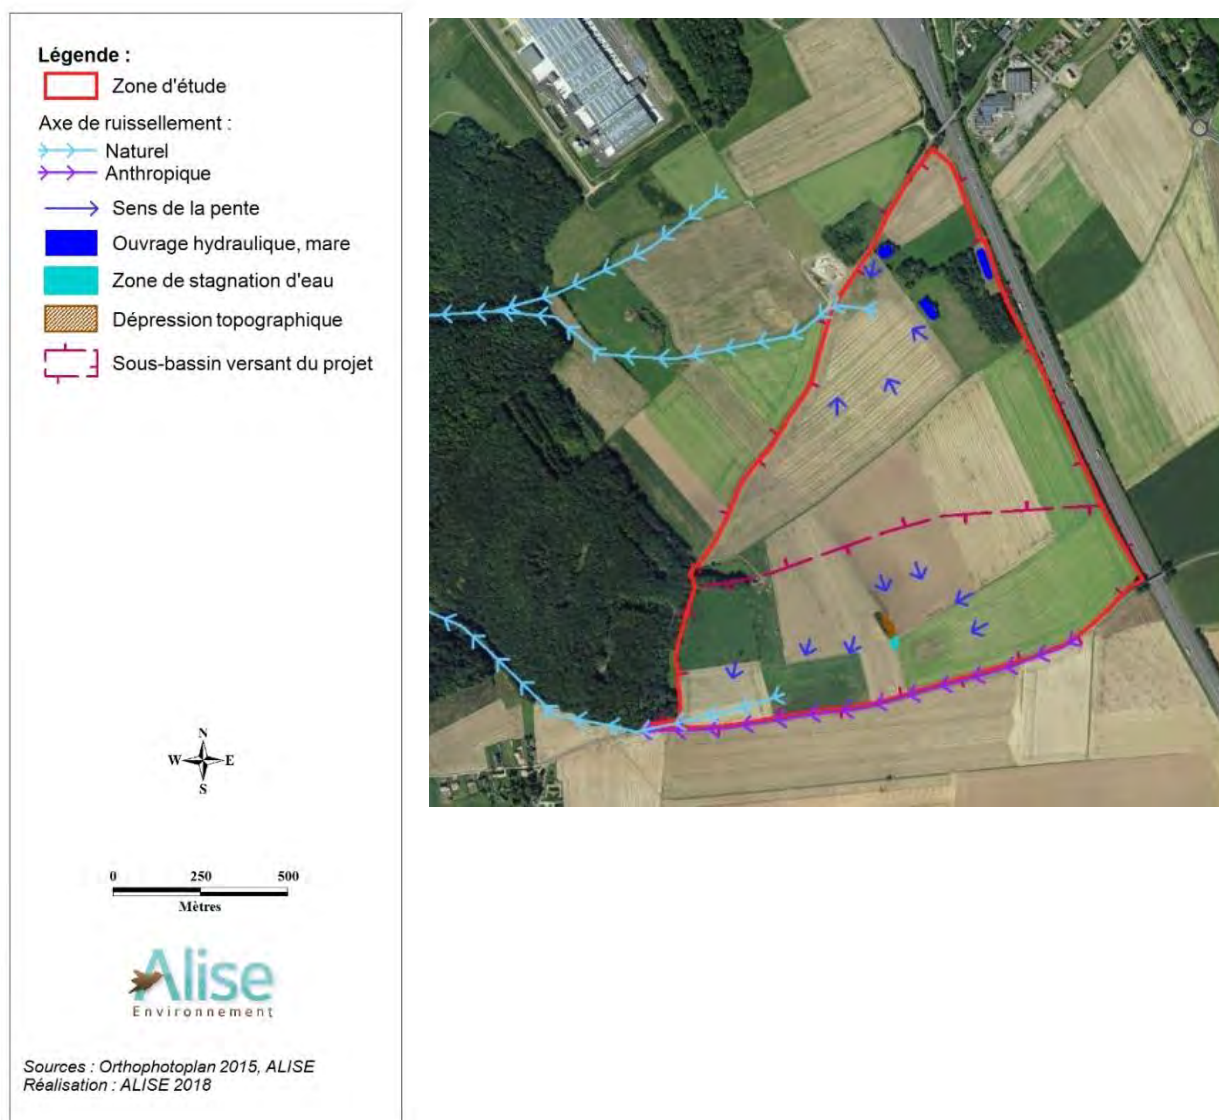 Légende :
Zone d'étude
Axe de ruissellement :
Naturel
Anthropique
Sens de la pente
Ouvrage hydraulique, mare
Zone de stagnation d'eau
Dépression topographique
Sous-bassin versant du projet
N
W E
S
0 250 500
Mètres
Alise
Environnement
Sources : Orthophotoplan 2015, ALISE
Réalisation : ALISE 2018